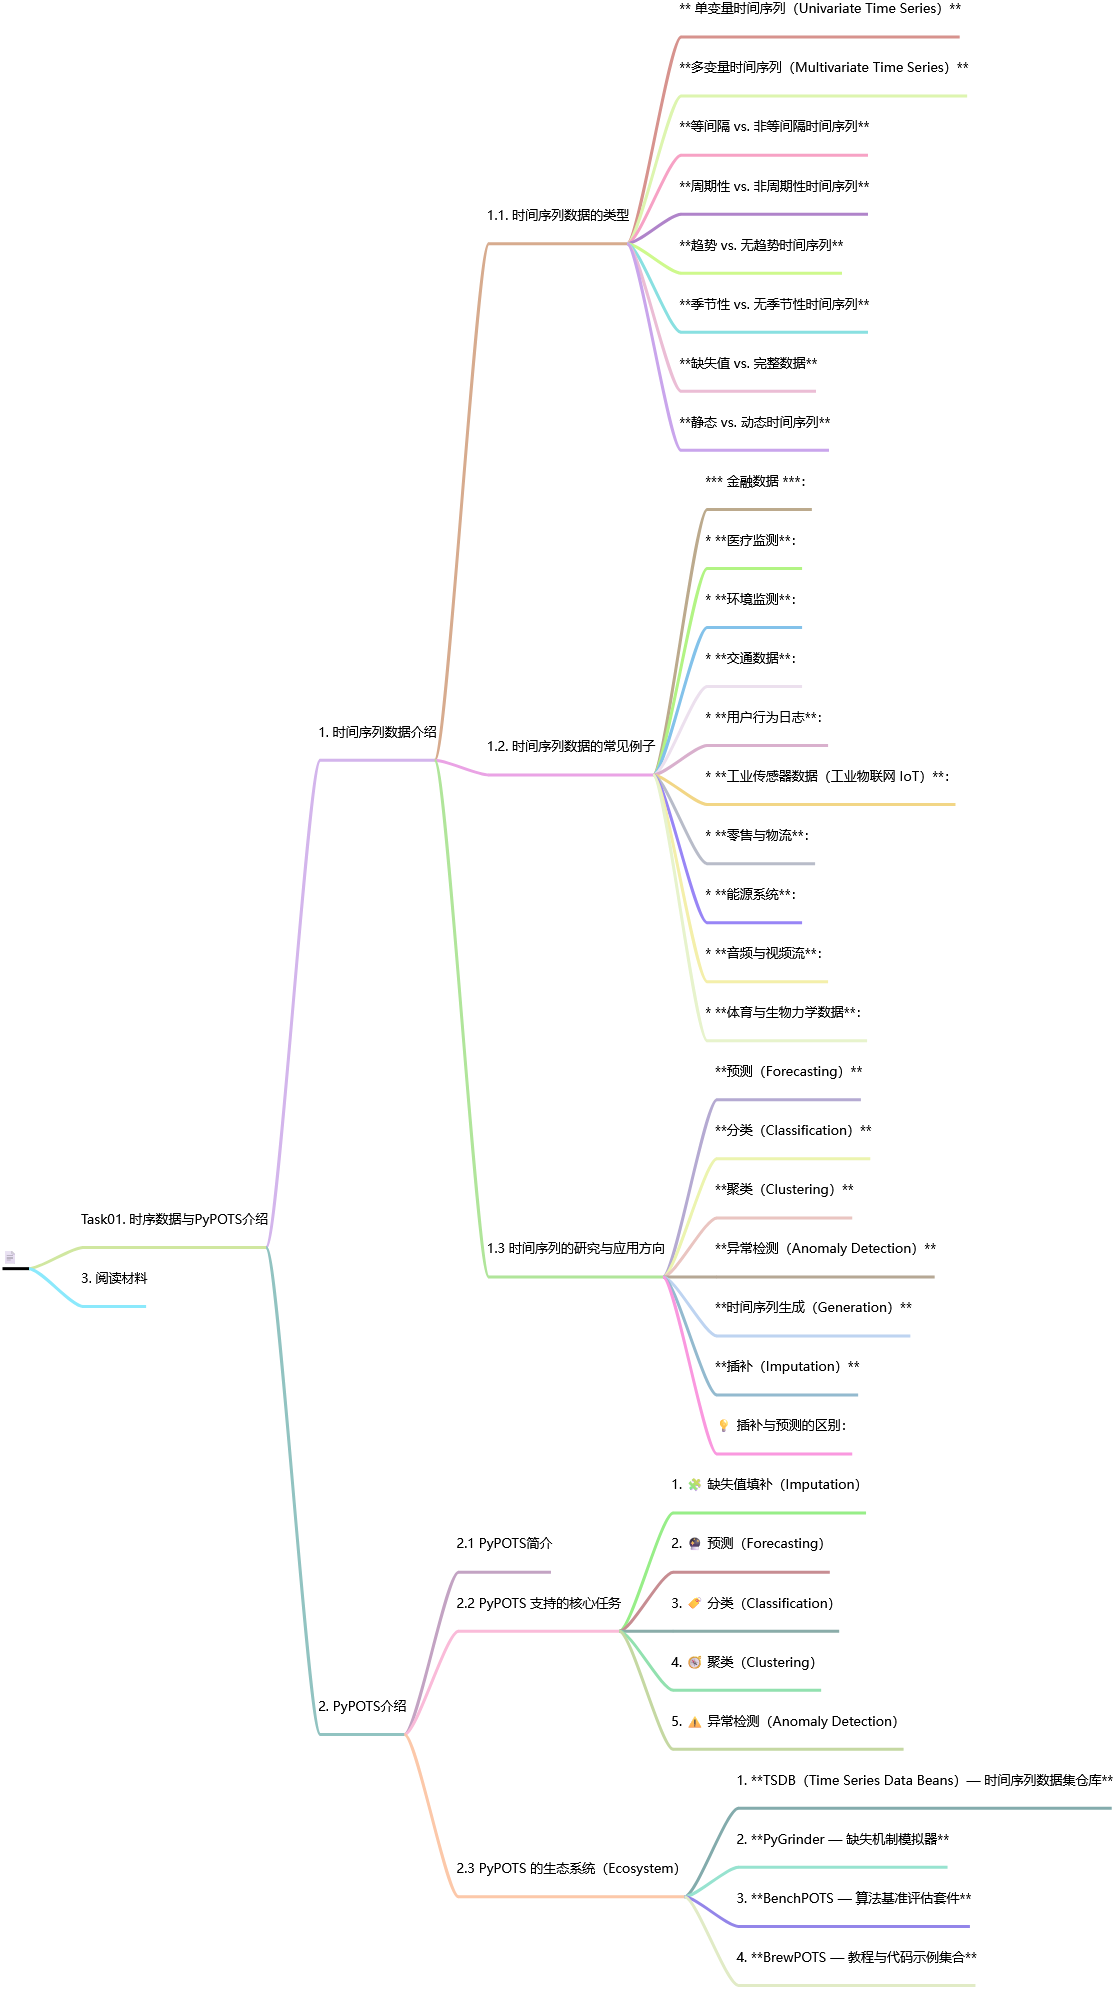 ** 单变量时间序列（Univariate Time Series）**
**多变量时间序列（Multivariate Time Series）**
**等间隔 vs. 非等间隔时间序列**
**周期性 vs. 非周期性时间序列**
1.1. 时间序列数据的类型
**趋势 vs. 无趋势时间序列**
**季节性 vs. 无季节性时间序列**
**缺失值 vs. 完整数据**
**静态 vs. 动态时间序列**
*** 金融数据 ***：
* **医疗监测**：
* **环境监测**：
* **交通数据**：
* **用户行为日志**：
1. 时间序列数据介绍
1.2. 时间序列数据的常见例子
* **工业传感器数据（工业物联网 IoT）**：
* **零售与物流**：
* **能源系统**：
* **音频与视频流**：
* **体育与生物力学数据**：
**预测（Forecasting）**
**分类（Classification）**
**聚类（Clustering）**
Task01. 时序数据与PyPOTS介绍
1.3 时间序列的研究与应用方向
**异常检测（Anomaly Detection）**
3. 阅读材料
**时间序列生成（Generation）**
**插补（Imputation）**
💡 插补与预测的区别：
1. 🧩 缺失值填补（Imputation）
2.1 PyPOTS简介
2. 🔮 预测（Forecasting）
2.2 PyPOTS 支持的核心任务
3. 🏷️ 分类（Classification）
4. 🧭 聚类（Clustering）
2. PyPOTS介绍
5. ⚠️ 异常检测（Anomaly Detection）
1. **TSDB（Time Series Data Beans）— 时间序列数据集仓库**
2. **PyGrinder — 缺失机制模拟器**
2.3 PyPOTS 的生态系统（Ecosystem）
3. **BenchPOTS — 算法基准评估套件**
4. **BrewPOTS — 教程与代码示例集合**